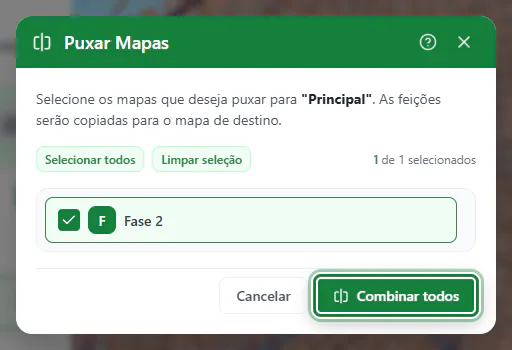 Puxar Mapas
Selecione os mapas que deseja puxar para "Principal". As feições
serão copiadas para o mapa de destino.
Selecionar todos Limpar seleção 1 de 1 selecionados
F Fase 2
Cancelar Combinar todos